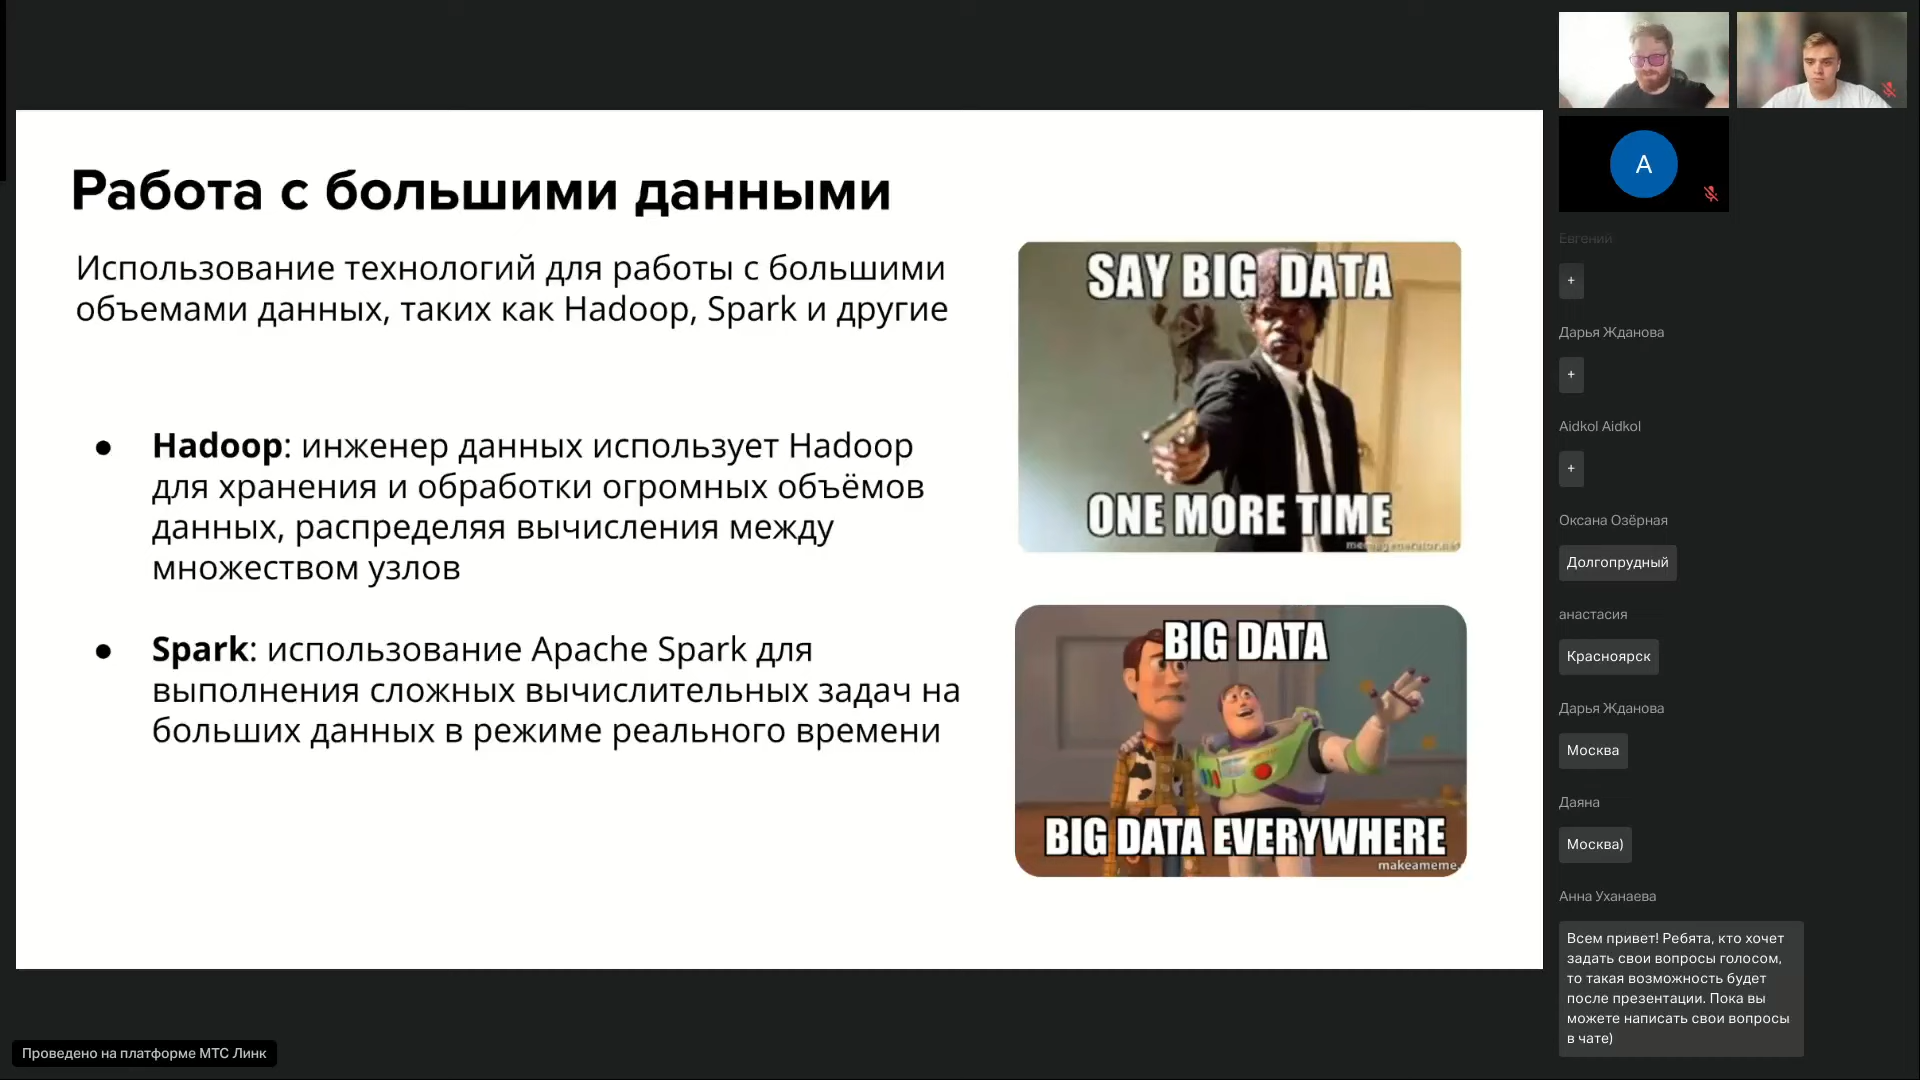 Работа с большими данными
Использование технологий для работы с большими
объемами данных, таких как Hadoop, Spark и другие
● Hadoop: инженер данных использует Hadoop
для хранения и обработки огромных объёмов
данных, распределяя вычисления между
множеством узлов
● Spark: использование Apache Spark для
выполнения сложных вычислительных задач на
больших данных в режиме реального времени
SAY BIG DATA
ONE MORE TIME
memegenerator.net
BIG DATA
BIG DATA EVERYWHERE
makeameme.
A
Евгений
+
Дарья Жданова
+
Aidkol Aidkol
+
Оксана Озёрная
Долгопрудный
анастасия
Красноярск
Дарья Жданова
Москва
Даяна
Москва)
Анна Уханаева
Всем привет! Ребята, кто хочет
задать свои вопросы голосом,
то такая возможность будет
после презентации. Пока вы
можете написать свои вопросы
в чате)
Проведено на платформе МТС Линк